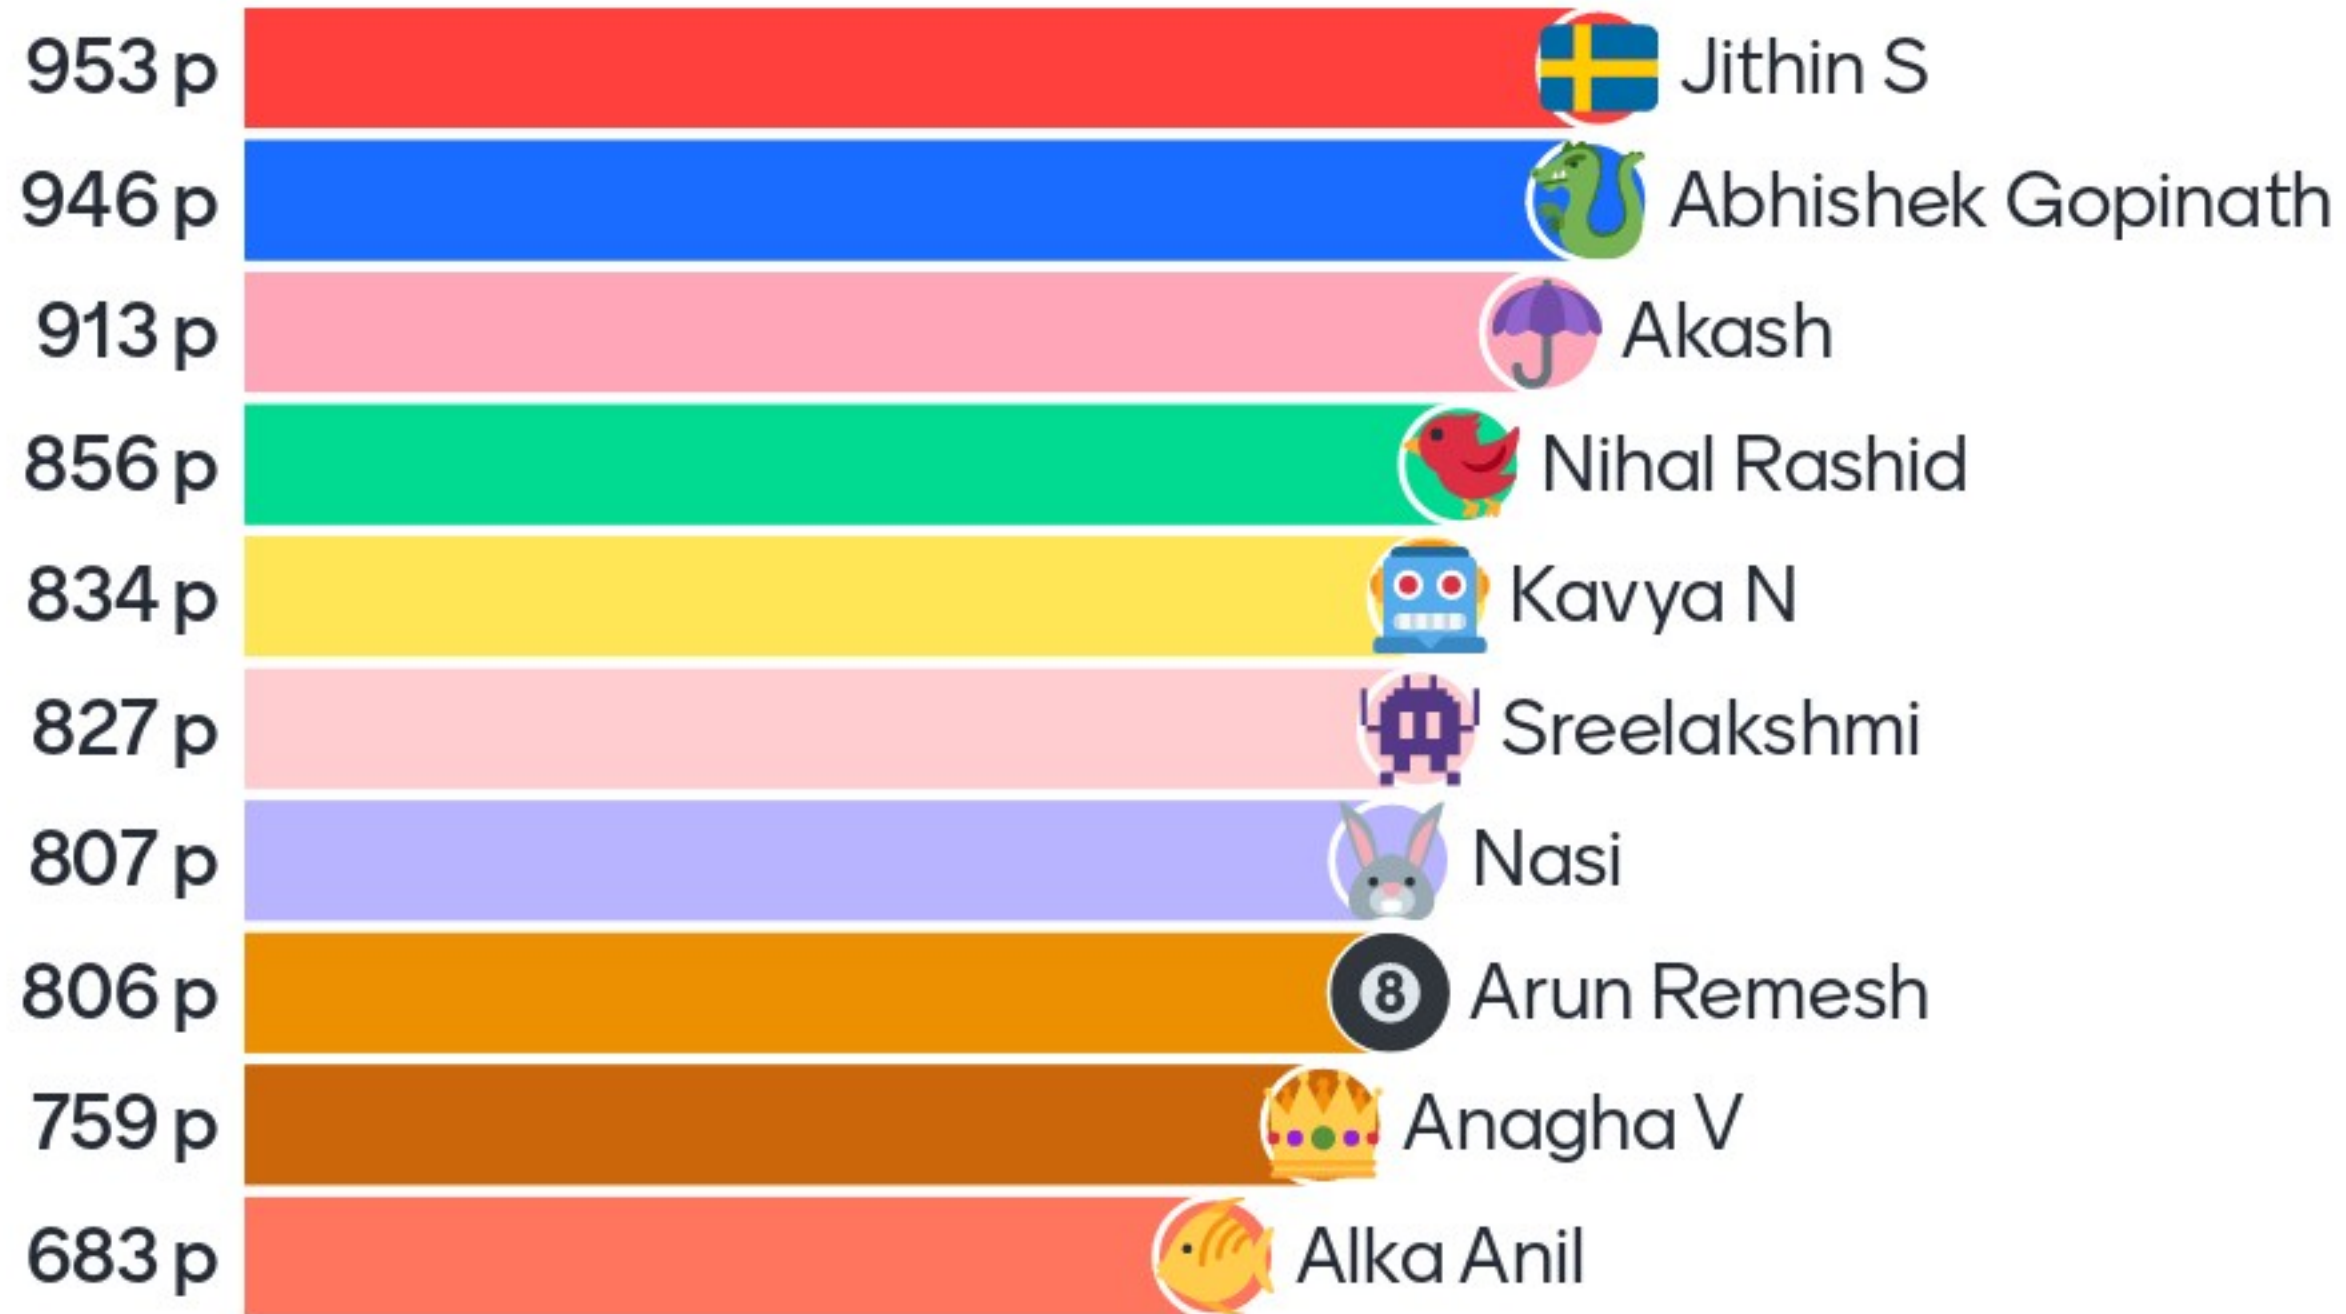 953 p Jithin S
946 p Abhishek Gopinath
913 p Akash
856 p Nihal Rashid
834 p Kavya N
827 p Sreelakshmi
807 p Nasi
806 p 8 Arun Remesh
759 p Anagha V
683 p Alka Anil